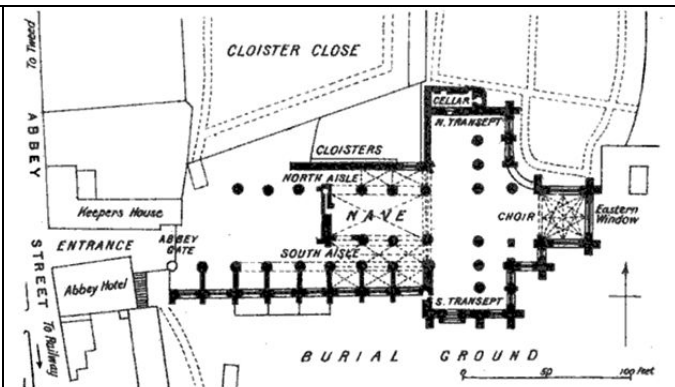 To Tweed
ABBEY
STREET
To Railway
CLOISTER CLOSE
CELLAR
N. TRANSEPT
CLOISTERS
NORTH AISLE
NAVE
CHOIR
Eastern
Window
Keepers House
ABBEY
GATE
ENTRANCE
SOUTH AISLE
Abbey Hotel
S. TRANSEPT
BURIAL GROUND
0 50 100 Feet